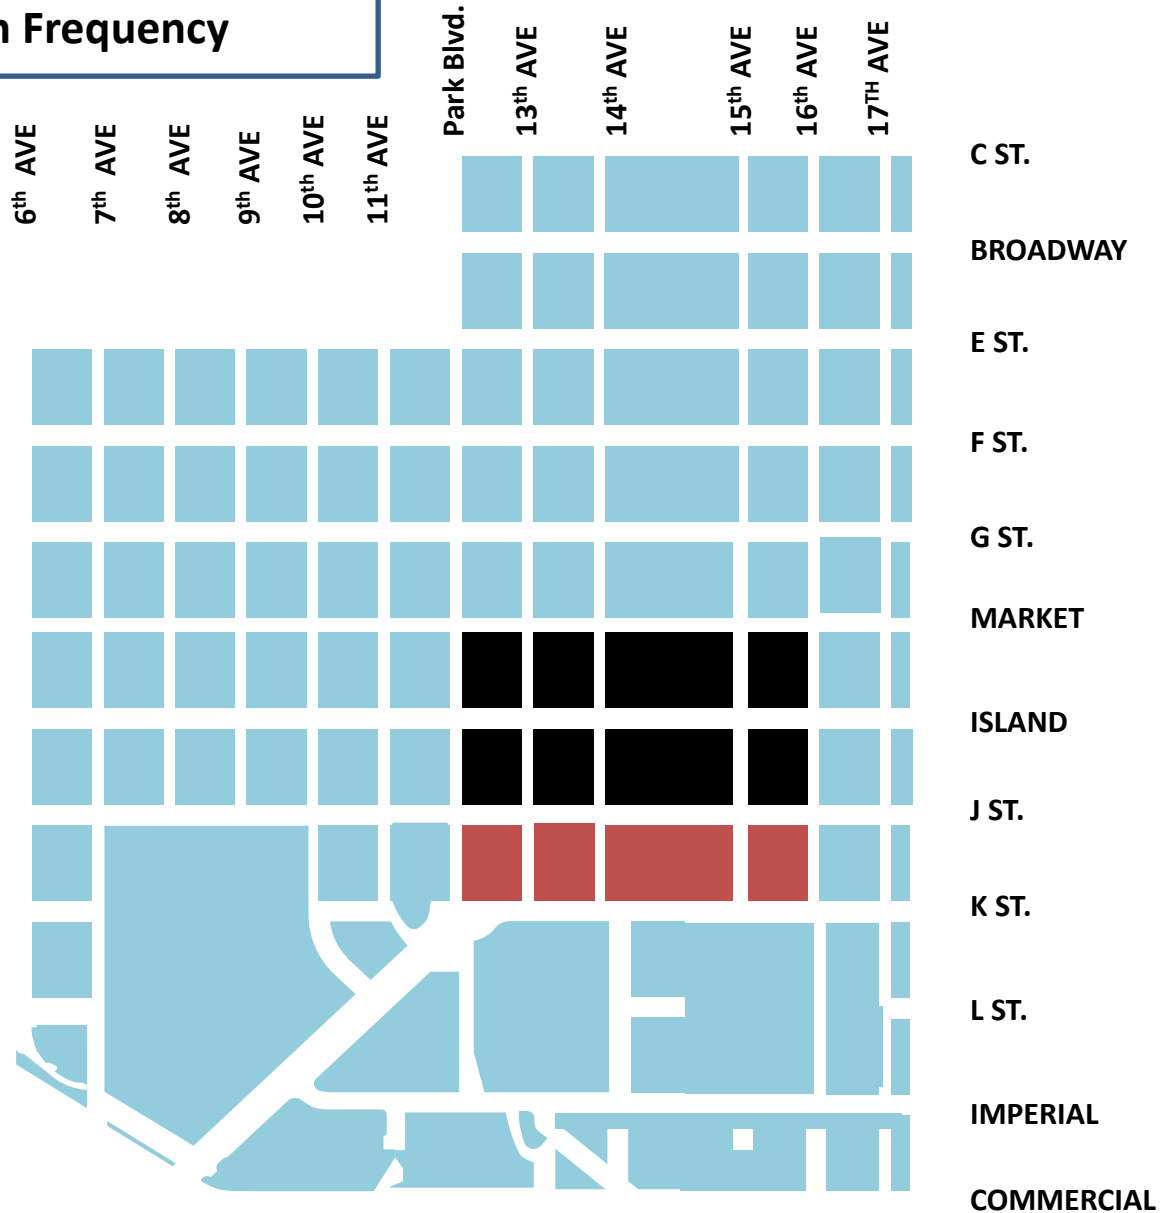 n Frequency
6th AVE
7th AVE
8th AVE
9th AVE
10th AVE
11th AVE
Park Blvd.
13th AVE
14th AVE
15th AVE
16th AVE
17TH AVE
C ST.
BROADWAY
E ST.
F ST.
G ST.
MARKET
ISLAND
J ST.
K ST.
L ST.
IMPERIAL
COMMERCIAL